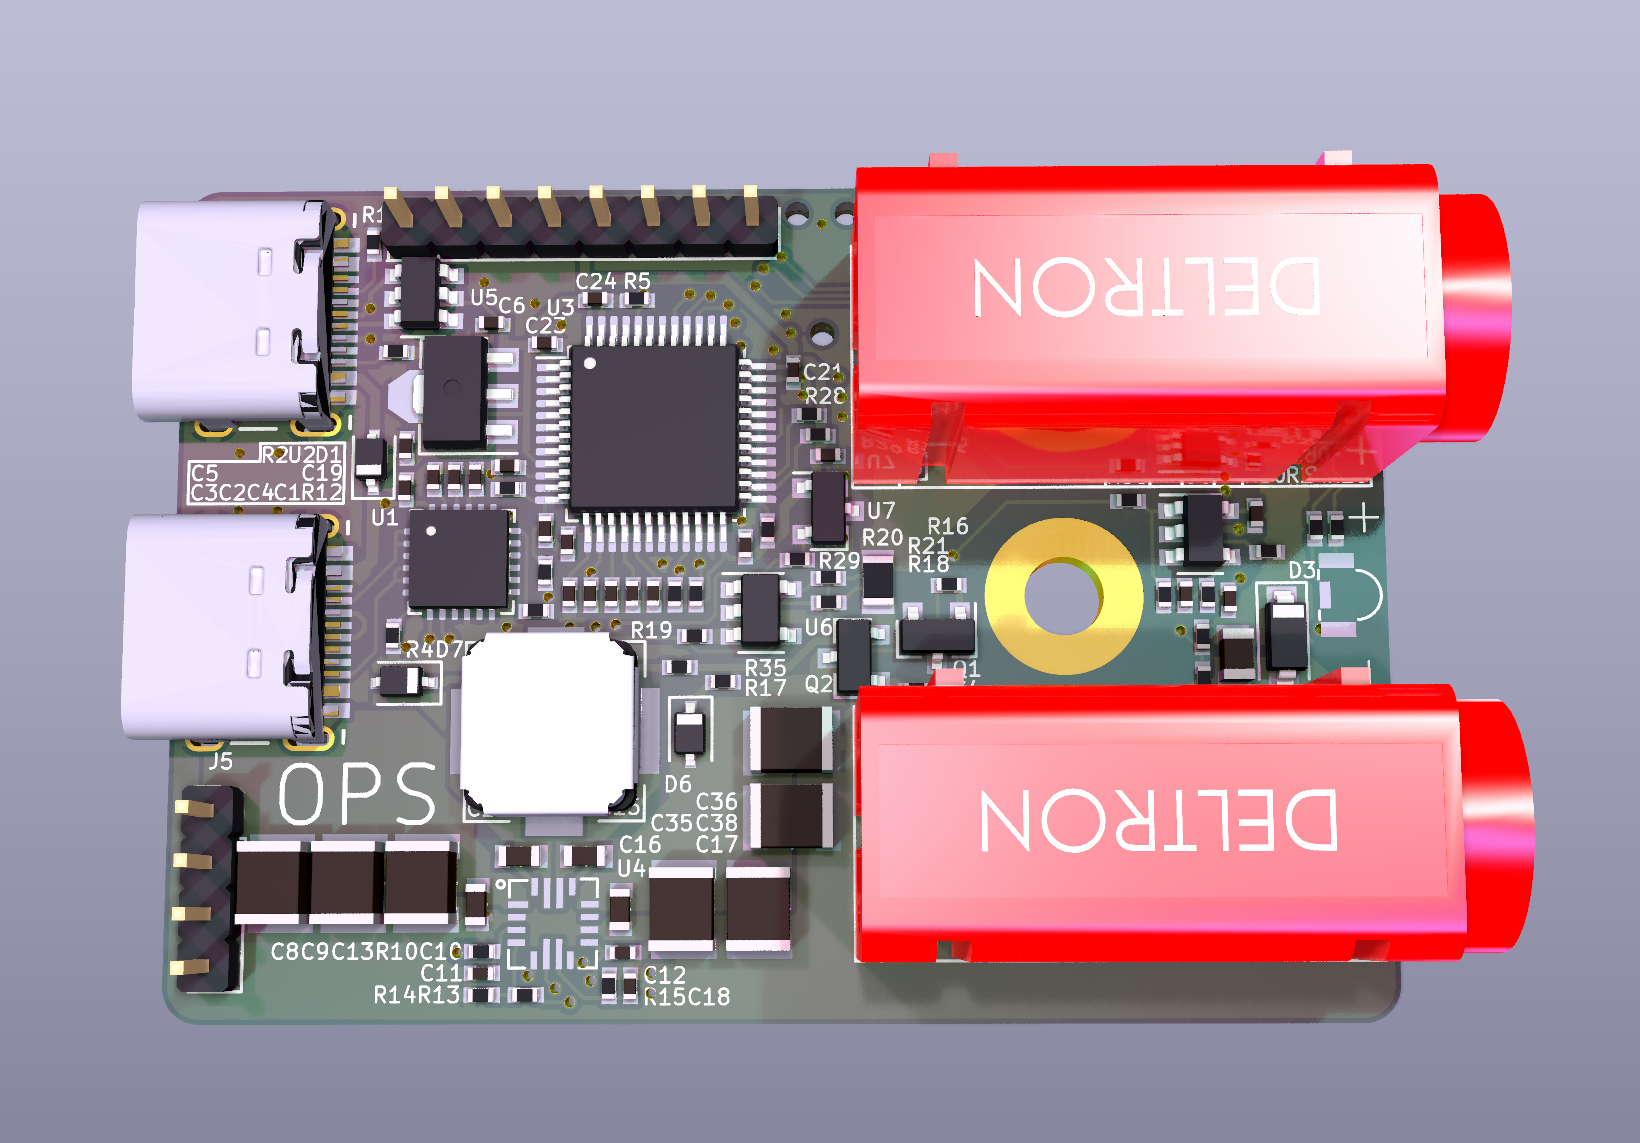 DELTRON
C24 R5
U5
C6
U3
C23
C21
R28
R2U2D1
C5
C19
C3C2C4C1R12
U1
U7
R16
R20
R21
R29
R18
D3
R4D7
R19
U6
R35
R17
Q2
Q1
J5
OPS
D6
C36
C35C38
C16
C17
U4
DELTRON
C8C9C13R10C10
C11
C12
R14R13
R15C18